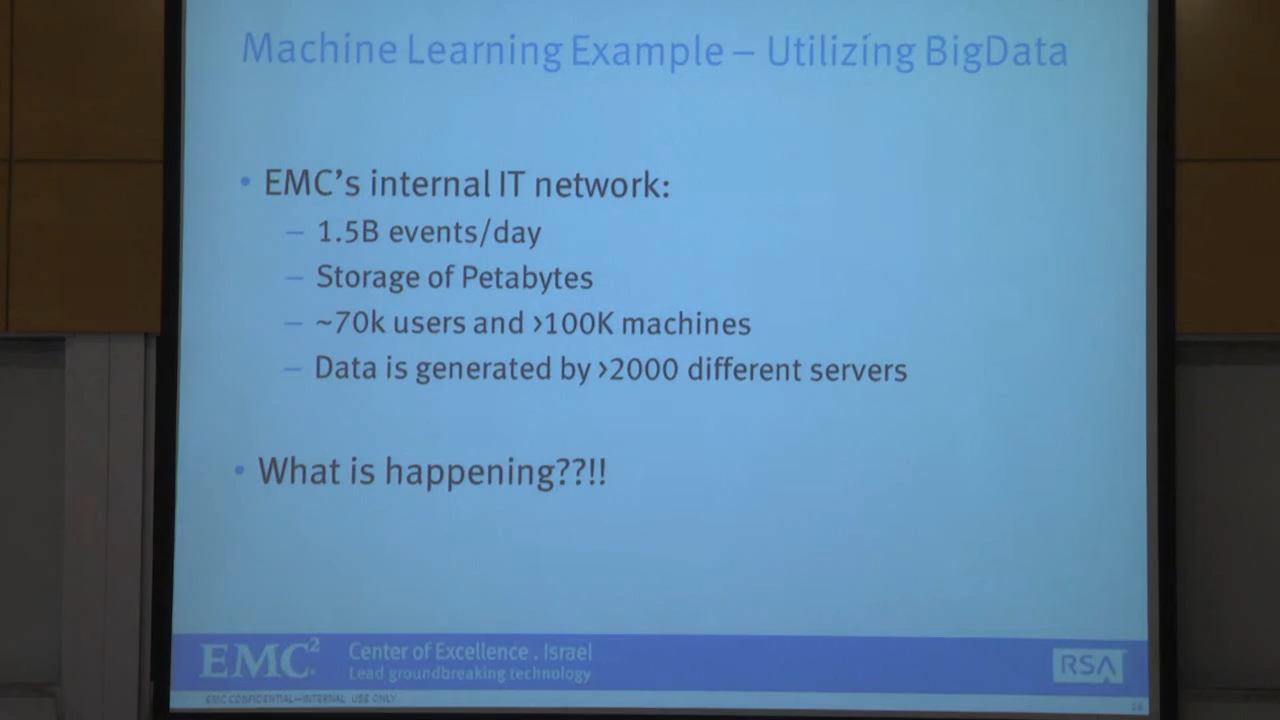 Machine Learning Example – Utilizing BigData
• EMC's internal IT network:
– 1.5B events/day
– Storage of Petabytes
– ~70k users and >100K machines
– Data is generated by >2000 different servers
• What is happening??!!
EMC²
Center of Excellence . Israel
Lead groundbreaking technology
RSA
EMC CONFIDENTIAL—INTERNAL USE ONLY